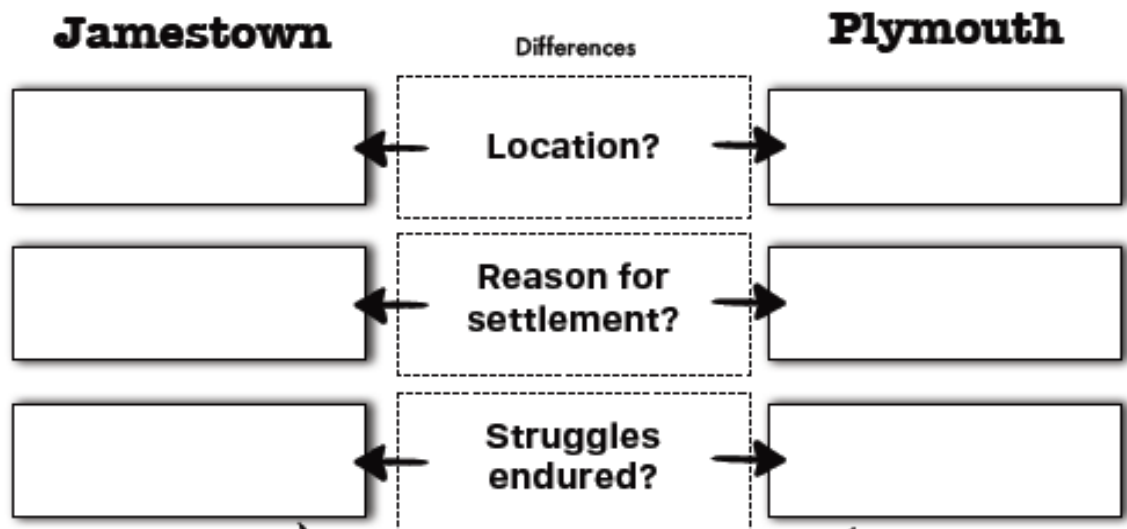 Jamestown
Differences
Plymouth
Location?
Reason for
settlement?
Struggles
endured?